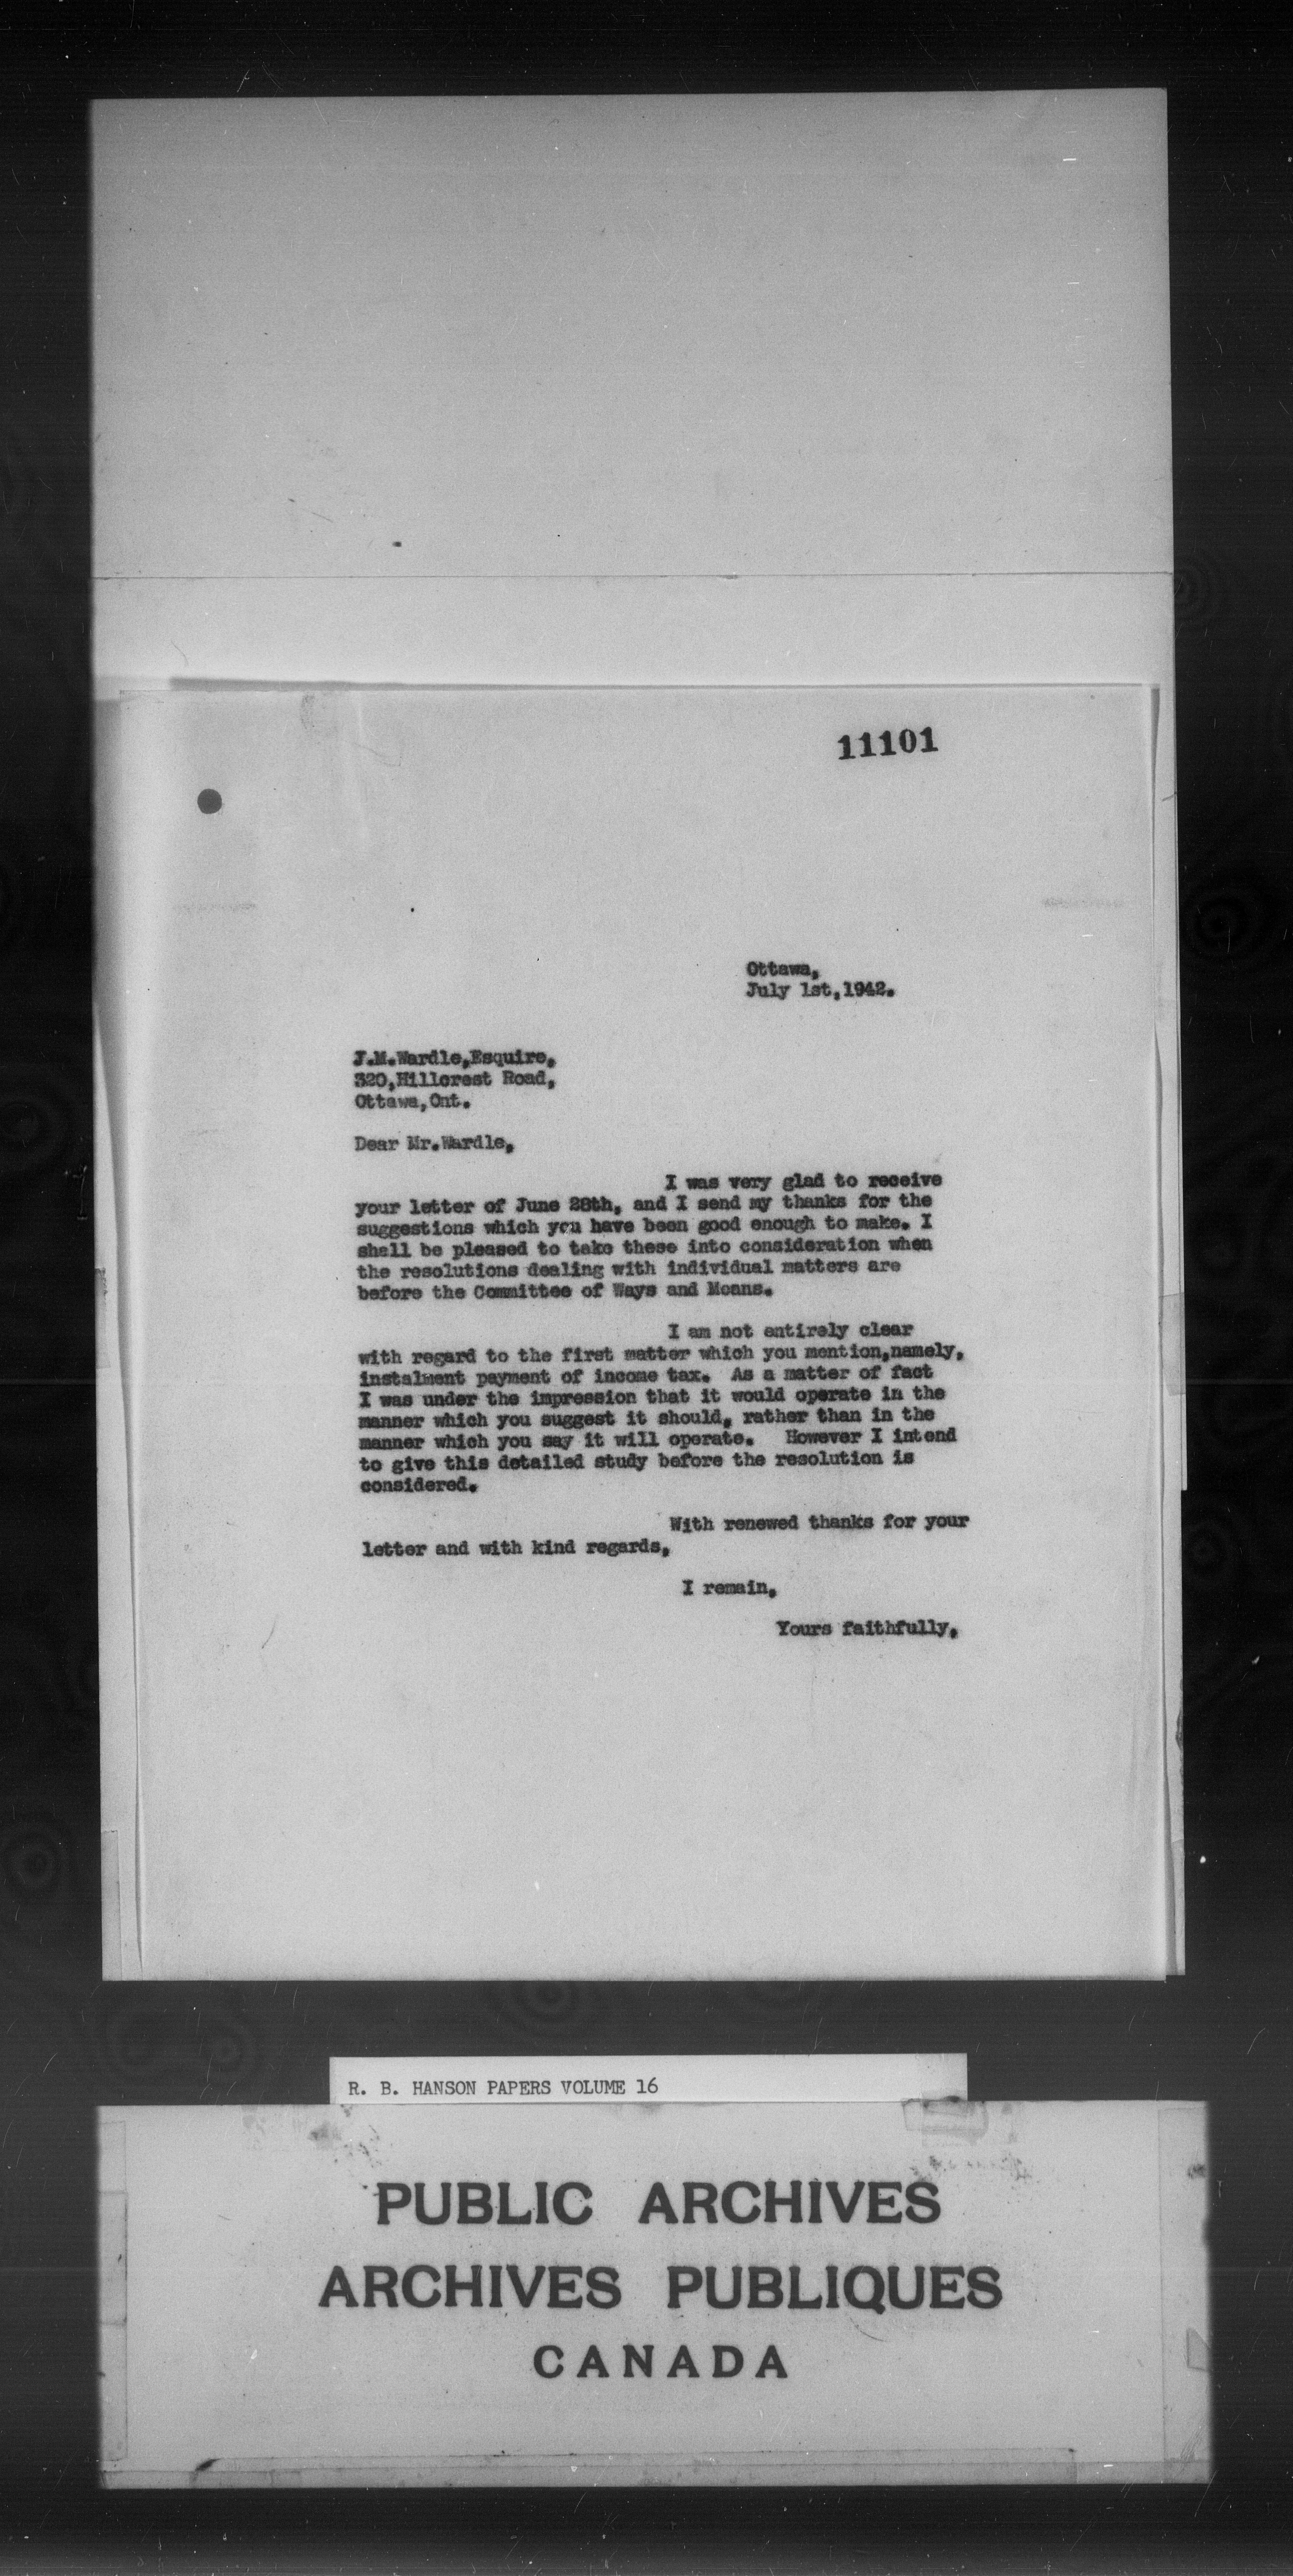 11101
Ottawa,
July 1st,1942.
J.M.Wardle,Esquire,
320,Hillcrest Road,
Ottawa,Ont.
Dear Mr.Wardle,
I was very glad to receive
your letter of June 28th, and I send my thanks for the
suggestions which you have been good enough to make. I
shall be pleased to take these into consideration when
the resolutions dealing with individual matters are
before the Committee of Ways and Means.
I am not entirely clear
with regard to the first matter which you mention,namely,
instalment payment of income tax. As a matter of fact
I was under the impression that it would operate in the
manner which you suggest it should, rather than in the
manner which you say it will operate. However I intend
to give this detailed study before the resolution is
considered.
With renewed thanks for your
letter and with kind regards,
I remain,
Yours faithfully,
R. B. HANSON PAPERS VOLUME 16
PUBLIC ARCHIVES
ARCHIVES PUBLIQUES
CANADA